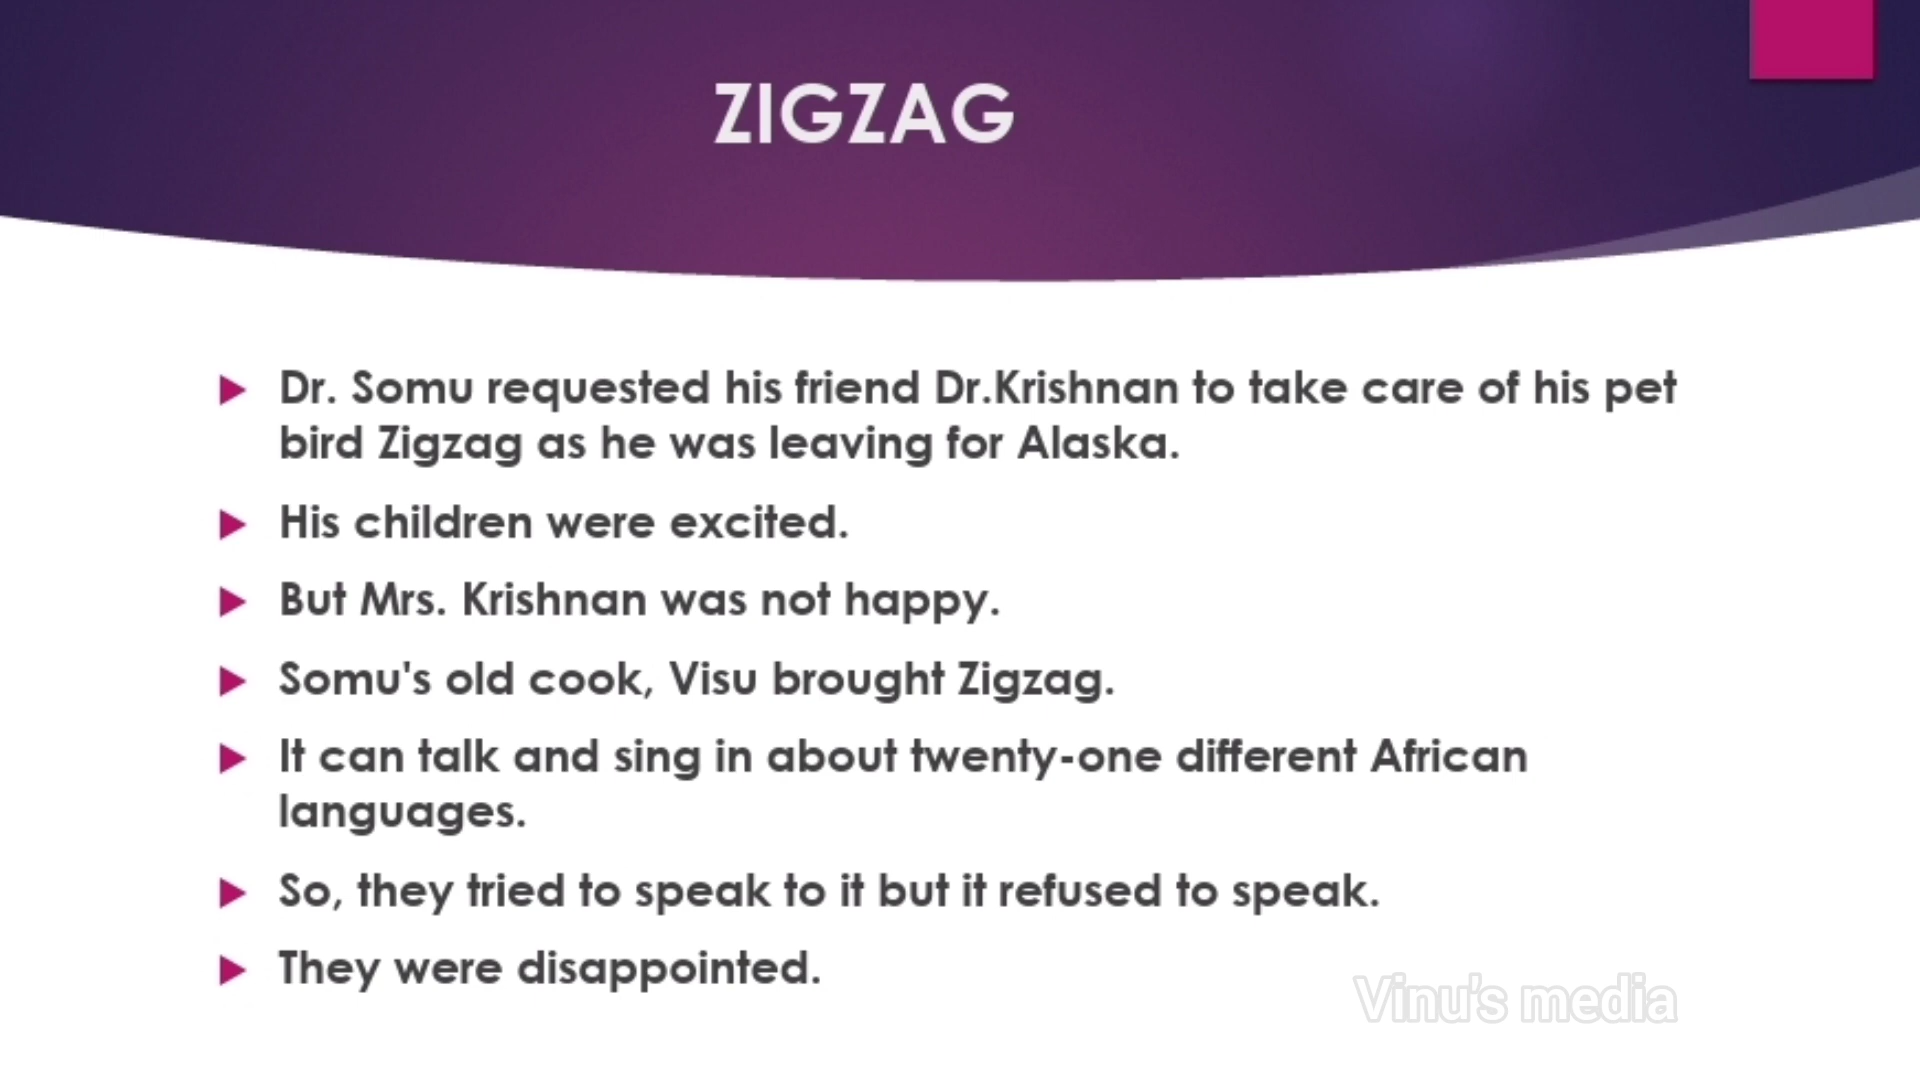 ZIGZAG
Dr. Somu requested his friend Dr.Krishnan to take care of his pet
bird Zigzag as he was leaving for Alaska.
His children were excited.
But Mrs. Krishnan was not happy.
Somu's old cook, Visu brought Zigzag.
It can talk and sing in about twenty-one different African
languages.
So, they tried to speak to it but it refused to speak.
They were disappointed.
Vinu's media